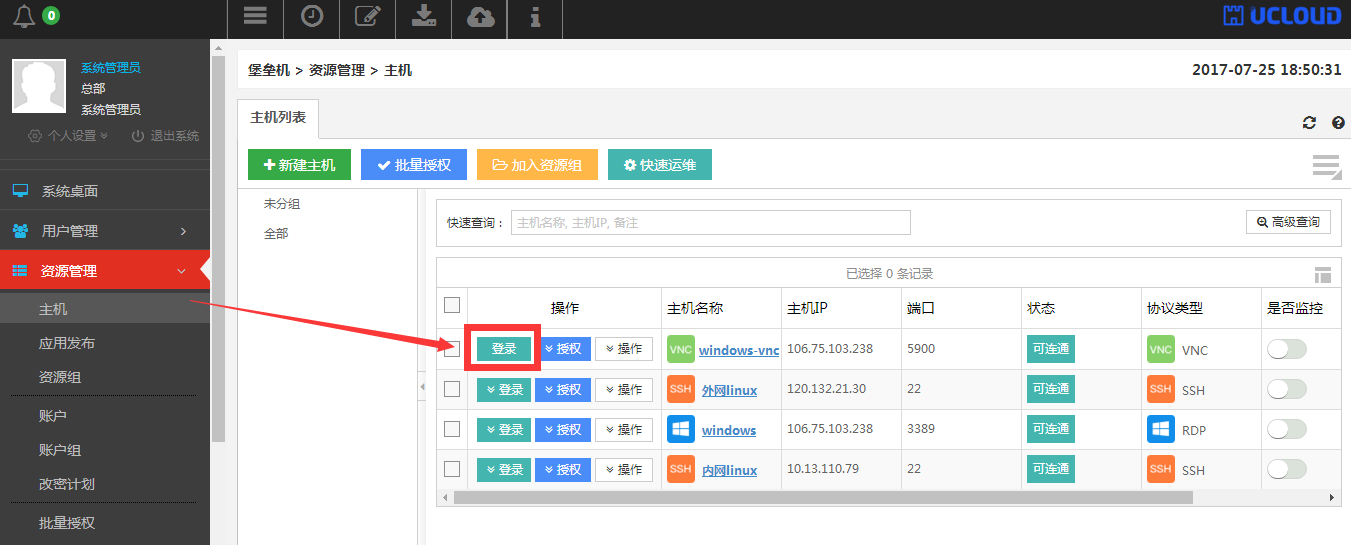 0
UCLOUD
系统管理员
总部
系统管理员
个人设置 退出系统
系统桌面
用户管理
资源管理
主机
应用发布
资源组
账户
账户组
改密计划
批量授权
堡垒机 > 资源管理 > 主机 2017-07-25 18:50:31
主机列表
新建主机 批量授权 加入资源组 快速运维
未分组
全部
快速查询： 主机名称, 主机IP, 备注 高级查询
已选择 0 条记录
操作 主机名称 主机IP 端口 状态 协议类型 是否监控
登录 授权 操作 VNC windows-vnc 106.75.103.238 5900 可连通 VNC VNC
登录 授权 操作 SSH 外网linux 120.132.21.30 22 可连通 SSH SSH
登录 授权 操作 windows 106.75.103.238 3389 可连通 RDP
登录 授权 操作 SSH 内网linux 10.13.110.79 22 可连通 SSH SSH